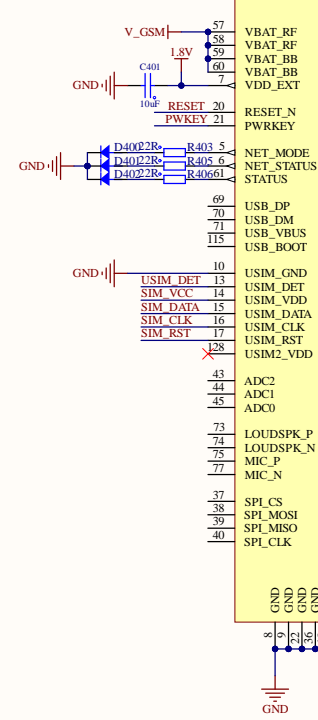 57 VBAT_RF
V_GSM 58 VBAT_RF
59 VBAT_BB
1.8V 60 VBAT_BB
C401 7 VDD_EXT
GND
10uF
RESET 20 RESET_N
PWKEY 21 PWRKEY
D400 22R R403 5 NET_MODE
GND D401 22R R405 6 NET_STATUS
D402 22R R406 61 STATUS
69 USB_DP
70 USB_DM
71 USB_VBUS
115 USB_BOOT
GND 10 USIM_GND
USIM_DET 13 USIM_DET
SIM_VCC 14 USIM_VDD
SIM_DATA 15 USIM_DATA
SIM_CLK 16 USIM_CLK
SIM_RST 17 USIM_RST
128 USIM2_VDD
43 ADC2
44 ADC1
45 ADC0
73 LOUDSPK_P
74 LOUDSPK_N
75 MIC_P
77 MIC_N
37 SPI_CS
38 SPI_MOSI
39 SPI_MISO
40 SPI_CLK
GND GND GND GND
8 9 22 36
GND